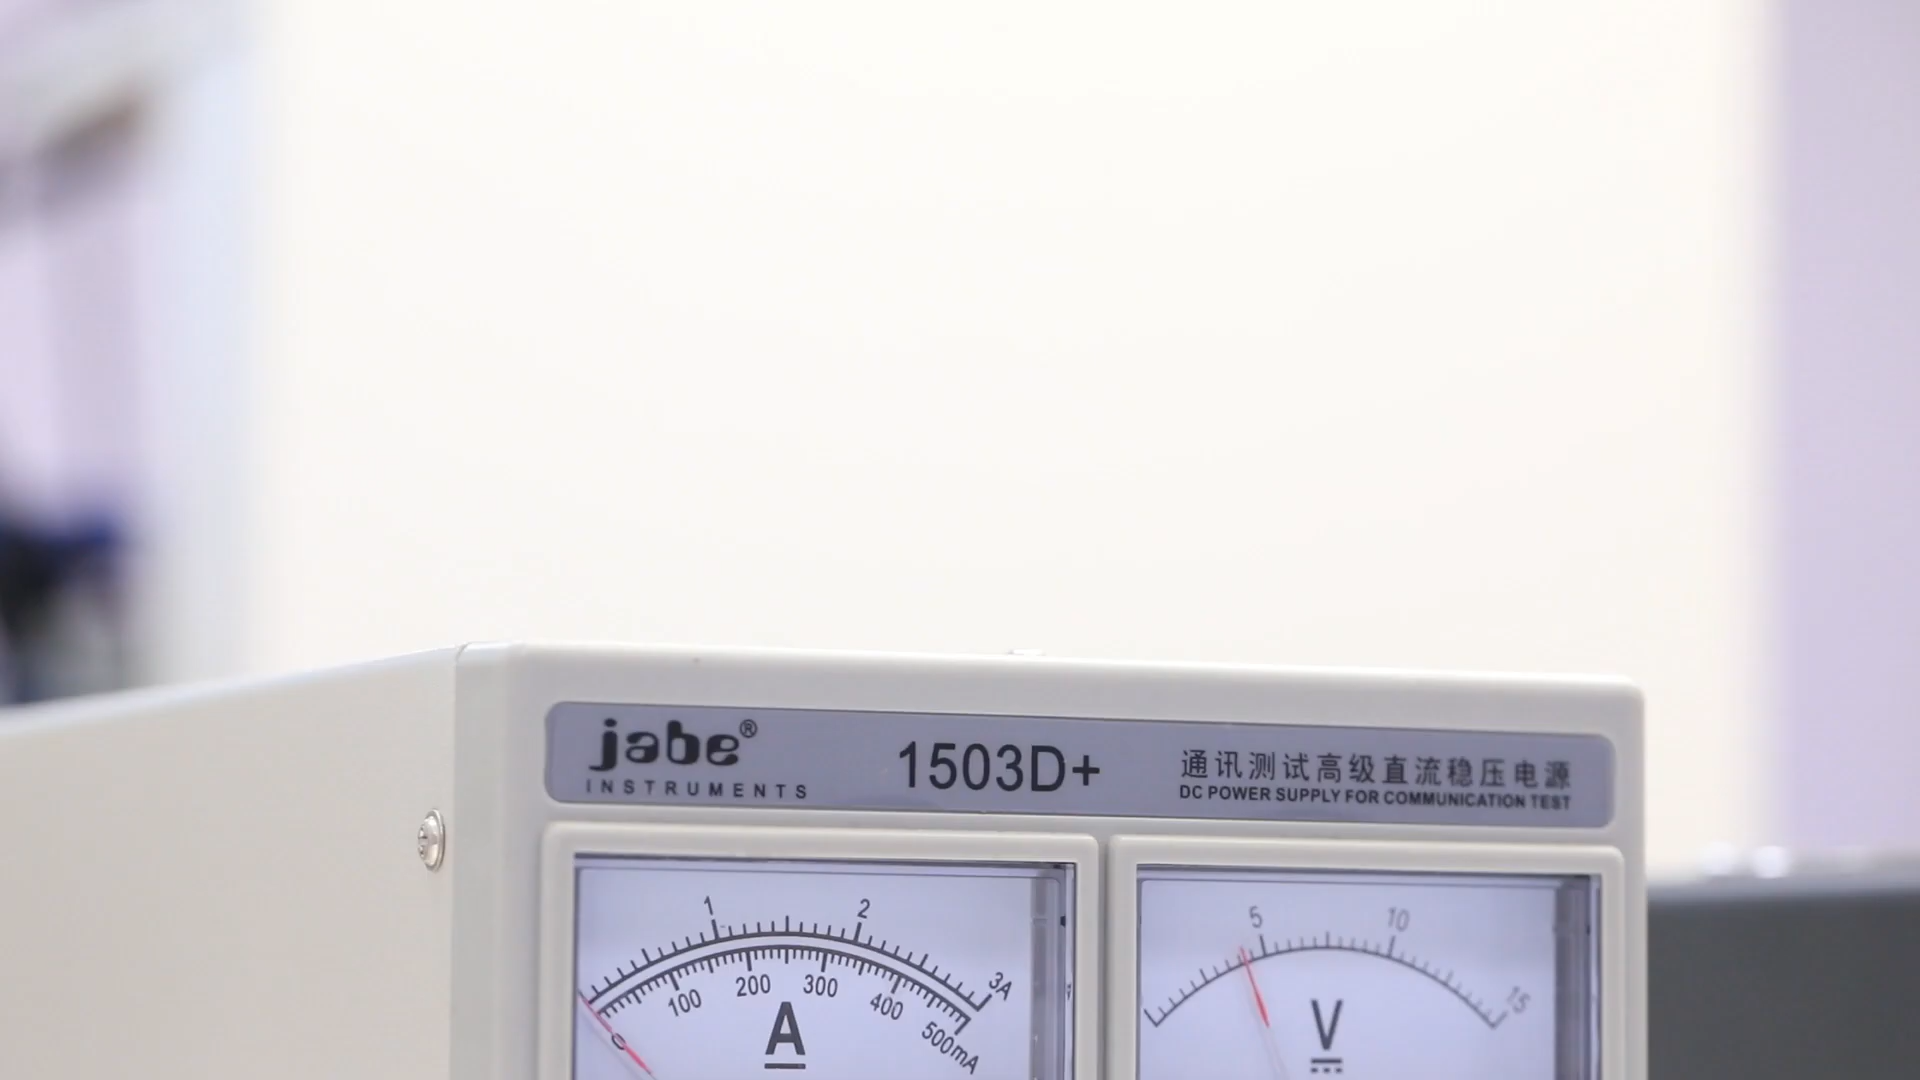 jabe®
INSTRUMENTS
1503D+
通讯测试高级直流稳压电源
DC POWER SUPPLY FOR COMMUNICATION TEST
1 2 3A
0 100 200 300 400 500mA
A
5 10 15
V